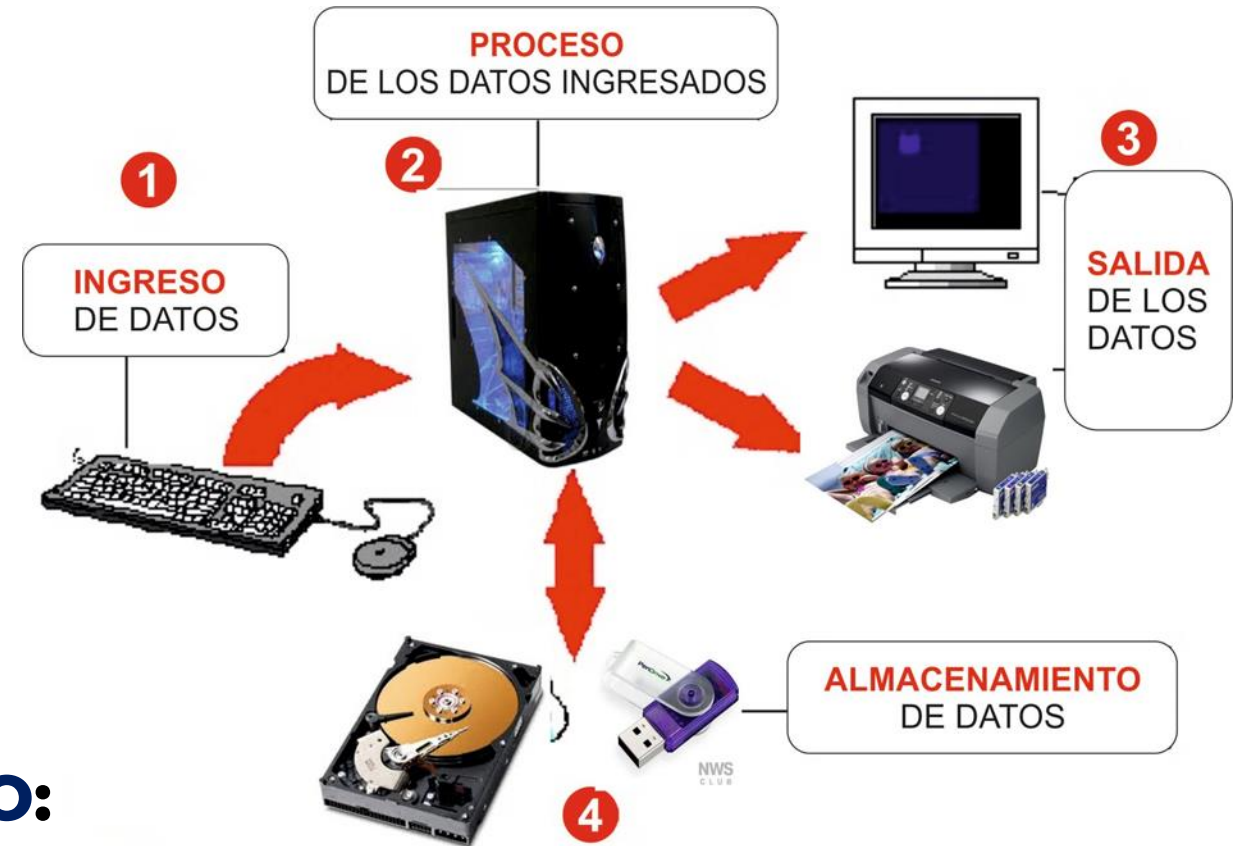 PROCESO
DE LOS DATOS INGRESADOS
1
2
3
INGRESO
DE DATOS
SALIDA
DE LOS
DATOS
ALMACENAMIENTO
DE DATOS
NWS
CLUB
4
O: